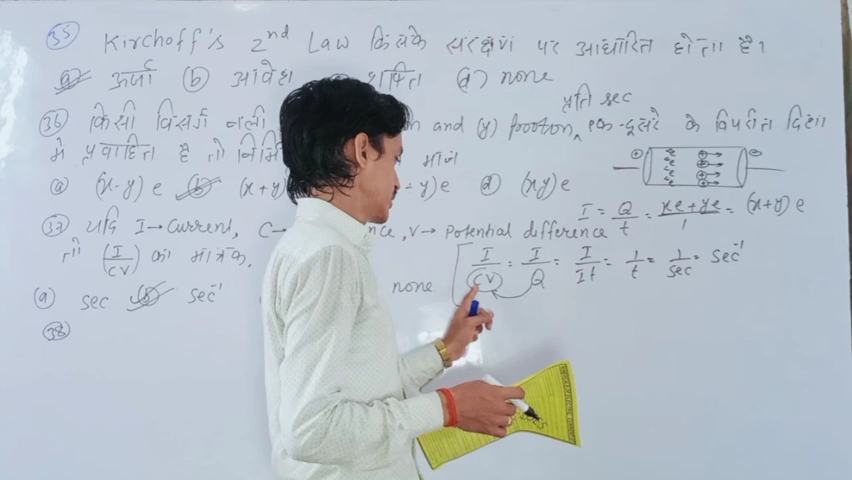 35 Kirchoff's 2nd Law किसके संरक्षण पर आधारित होता है।
(a) ऊर्जा (b) आवेश शक्ति (d) none
प्रति sec
36 किसी विसर्ग नली and (y) prooton, एक-दूसरे के विपरीत दिशा
में प्रवाहित है तो मान
(a) (x-y) e (b) (x+y) -y) e (d) (xy) e
I = Q/t = xe+ye/1 = (x+y) e
37 यदि I → Current, C → nce, V → potential difference
तो (I/CV) का मात्रक,
I/CV = I/Q = I/It = 1/t = 1/sec = sec⁻¹
(a) sec (b) sec⁻¹ none
38